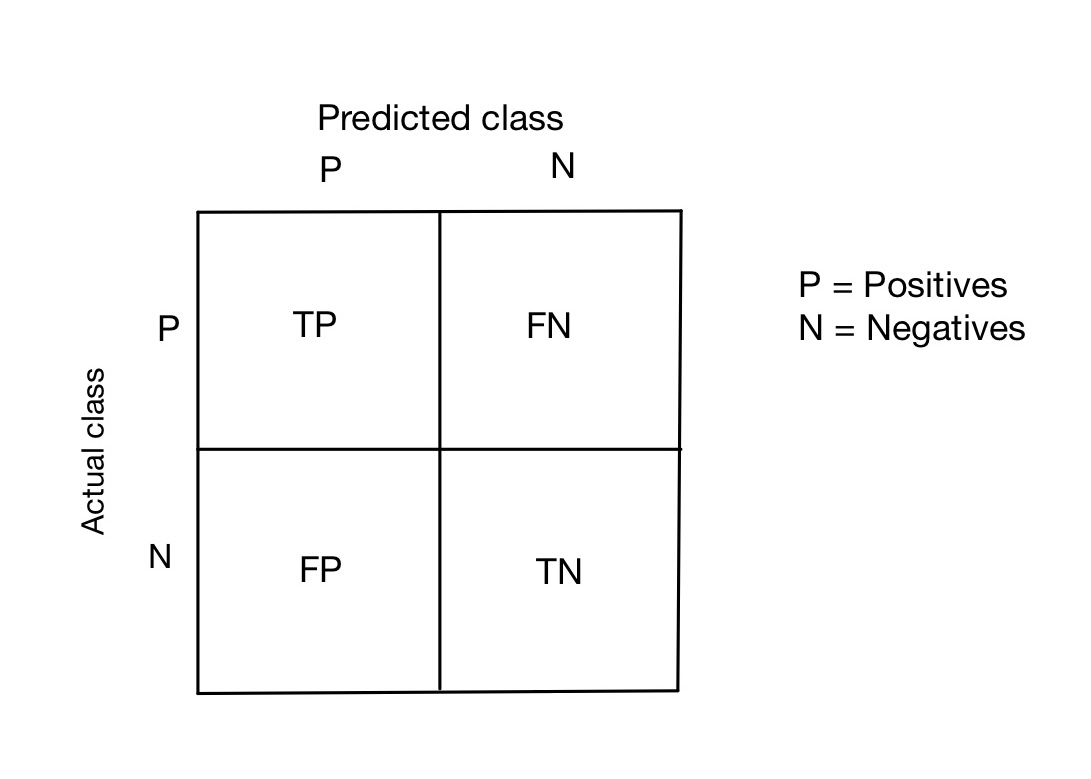 Predicted class
P
N
P = Positives
N = Negatives
P
TP
FN
Actual class
N
FP
TN